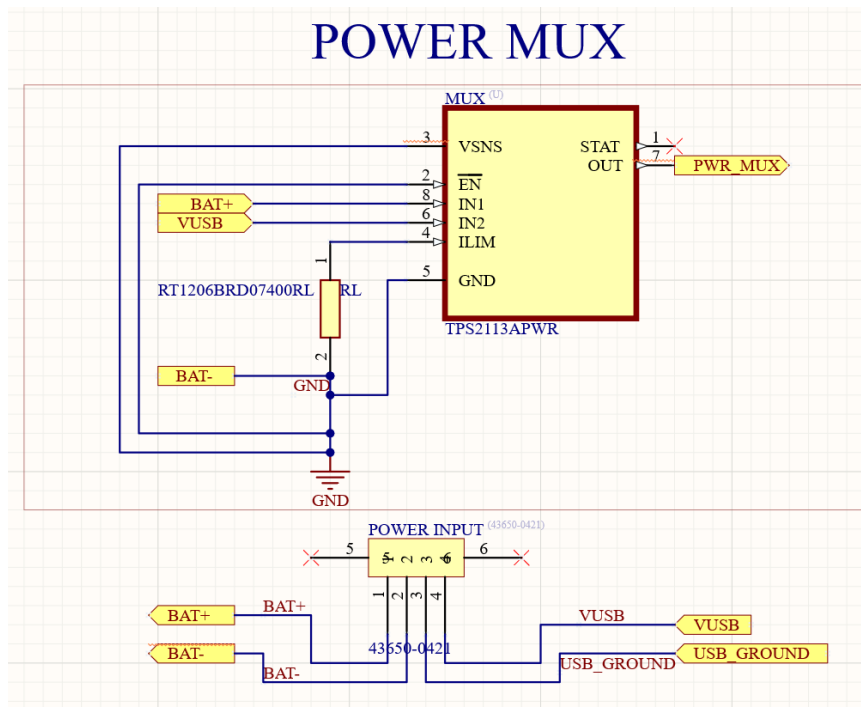 POWER MUX
MUX (U)
3 VSNS
STAT 1
OUT 7 PWR_MUX
2 EN
BAT+ 8 IN1
VUSB 6 IN2
4 ILIM
1
5 GND
RT1206BRD07400RL RL
TPS2113APWR
2
BAT-
GND
GND
POWER INPUT (43650-0421)
5 5 1 2 3 4 6 6
1 2 3 4
BAT+ BAT+
VUSB VUSB
43650-0421
BAT- BAT-
USB_GROUND USB_GROUND